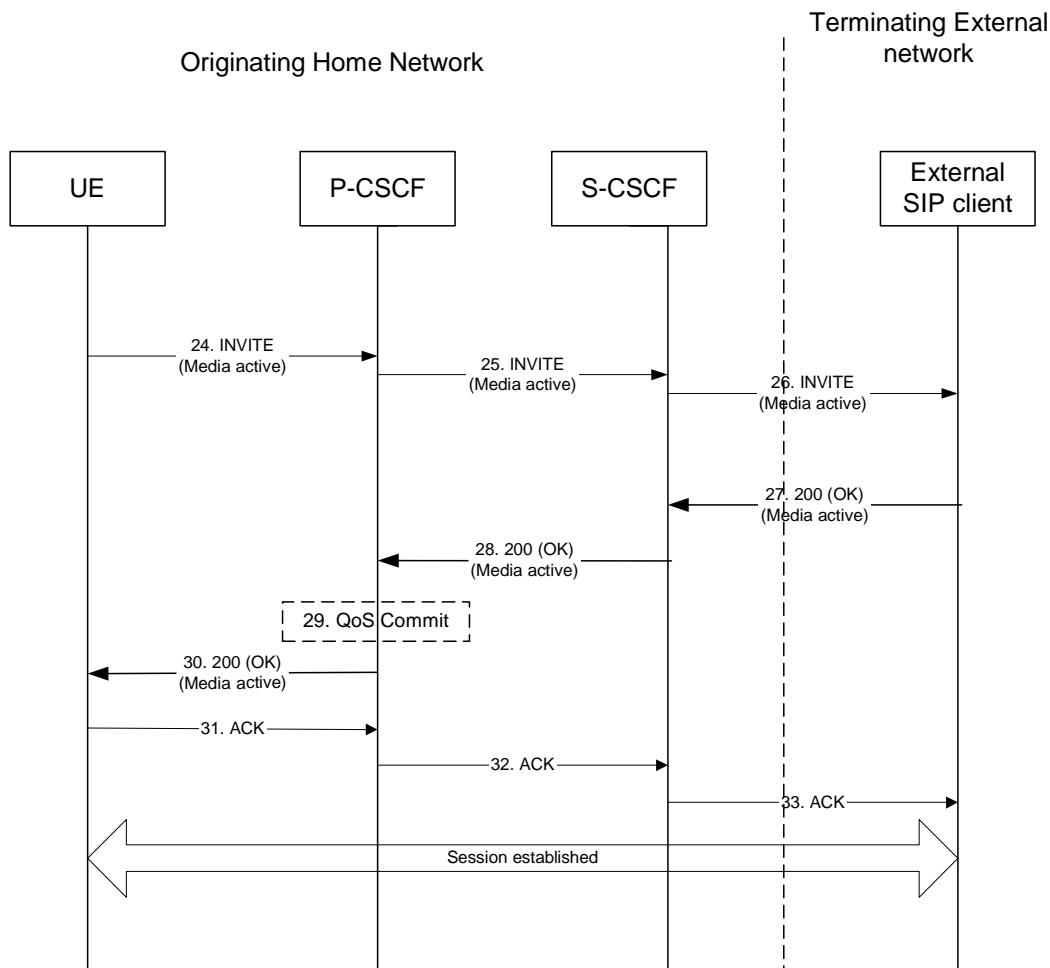 Terminating External
network
Originating Home Network
UE
P-CSCF
S-CSCF
External
SIP client
24. INVITE
(Media active)
25. INVITE
(Media active)
26. INVITE
(Media active)
27. 200 (OK)
(Media active)
28. 200 (OK)
(Media active)
29. QoS Commit
30. 200 (OK)
(Media active)
31. ACK
32. ACK
33. ACK
Session established